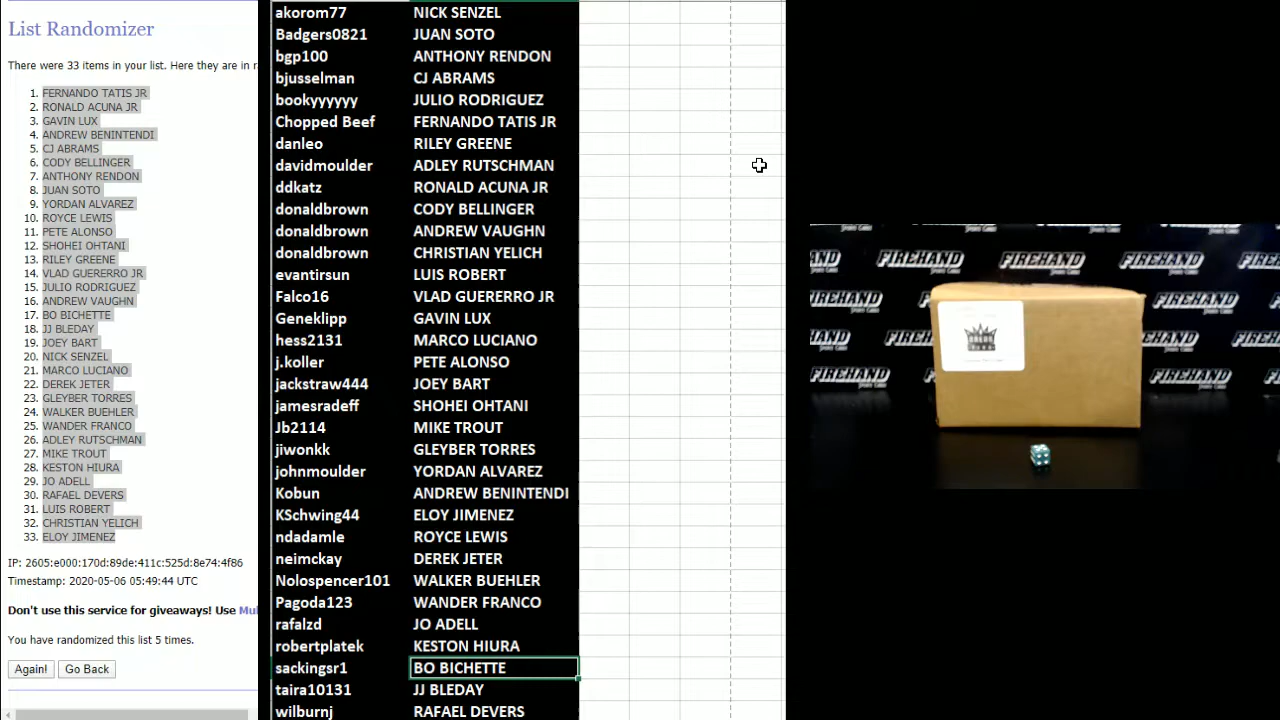 List Randomizer
There were 33 items in your list. Here they are in r
1. FERNANDO TATIS JR
2. RONALD ACUNA JR
3. GAVIN LUX
4. ANDREW BENINTENDI
5. CJ ABRAMS
6. CODY BELLINGER
7. ANTHONY RENDON
8. JUAN SOTO
9. YORDAN ALVAREZ
10. ROYCE LEWIS
11. PETE ALONSO
12. SHOHEI OHTANI
13. RILEY GREENE
14. VLAD GUERERRO JR
15. JULIO RODRIGUEZ
16. ANDREW VAUGHN
17. BO BICHETTE
18. JJ BLEDAY
19. JOEY BART
20. NICK SENZEL
21. MARCO LUCIANO
22. DEREK JETER
23. GLEYBER TORRES
24. WALKER BUEHLER
25. WANDER FRANCO
26. ADLEY RUTSCHMAN
27. MIKE TROUT
28. KESTON HIURA
29. JO ADELL
30. RAFAEL DEVERS
31. LUIS ROBERT
32. CHRISTIAN YELICH
33. ELOY JIMENEZ
IP: 2605:e000:170d:89de:411c:525d:8e74:4f86
Timestamp: 2020-05-06 05:49:44 UTC
Don't use this service for giveaways! Use Mul
You have randomized this list 5 times.
Again! Go Back
akorom77 NICK SENZEL
Badgers0821 JUAN SOTO
bgp100 ANTHONY RENDON
bjusselman CJ ABRAMS
bookyyyyyy JULIO RODRIGUEZ
Chopped Beef FERNANDO TATIS JR
danleo RILEY GREENE
davidmoulder ADLEY RUTSCHMAN
ddkatz RONALD ACUNA JR
donaldbrown CODY BELLINGER
donaldbrown ANDREW VAUGHN
donaldbrown CHRISTIAN YELICH
evantirsun LUIS ROBERT
Falco16 VLAD GUERERRO JR
Geneklipp GAVIN LUX
hess2131 MARCO LUCIANO
j.koller PETE ALONSO
jackstraw444 JOEY BART
jamesradeff SHOHEI OHTANI
Jb2114 MIKE TROUT
jiwonkk GLEYBER TORRES
johnmoulder YORDAN ALVAREZ
Kobun ANDREW BENINTENDI
KSchwing44 ELOY JIMENEZ
ndadamle ROYCE LEWIS
neimckay DEREK JETER
Nolospencer101 WALKER BUEHLER
Pagoda123 WANDER FRANCO
rafalzd JO ADELL
robertplatek KESTON HIURA
sackingsr1 BO BICHETTE
taira10131 JJ BLEDAY
wilburnj RAFAEL DEVERS
FIREHAND
FIREHAND
FIREHAND
FIREHAND
FIREHAND
FIREHAND
FIREHAND
FIREHAND